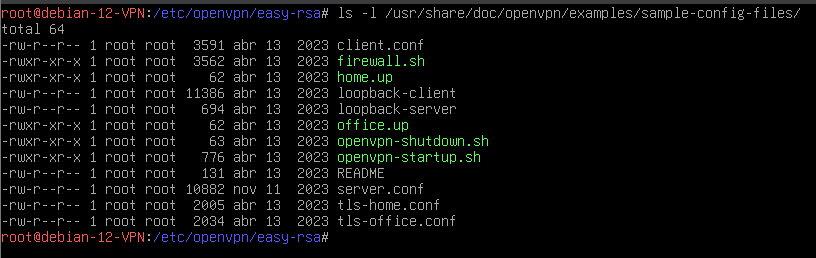 root@debian-12-VPN:/etc/openvpn/easy-rsa# ls -l /usr/share/doc/openvpn/examples/sample-config-files/
total 64
-rw-r--r-- 1 root root  3591 abr 13  2023 client.conf
-rwxr-xr-x 1 root root  3562 abr 13  2023 firewall.sh
-rwxr-xr-x 1 root root    62 abr 13  2023 home.up
-rw-r--r-- 1 root root 11386 abr 13  2023 loopback-client
-rw-r--r-- 1 root root   694 abr 13  2023 loopback-server
-rwxr-xr-x 1 root root    62 abr 13  2023 office.up
-rwxr-xr-x 1 root root    63 abr 13  2023 openvpn-shutdown.sh
-rwxr-xr-x 1 root root   776 abr 13  2023 openvpn-startup.sh
-rw-r--r-- 1 root root   131 abr 13  2023 README
-rw-r--r-- 1 root root 10882 nov 11  2023 server.conf
-rw-r--r-- 1 root root  2005 abr 13  2023 tls-home.conf
-rw-r--r-- 1 root root  2034 abr 13  2023 tls-office.conf
root@debian-12-VPN:/etc/openvpn/easy-rsa#